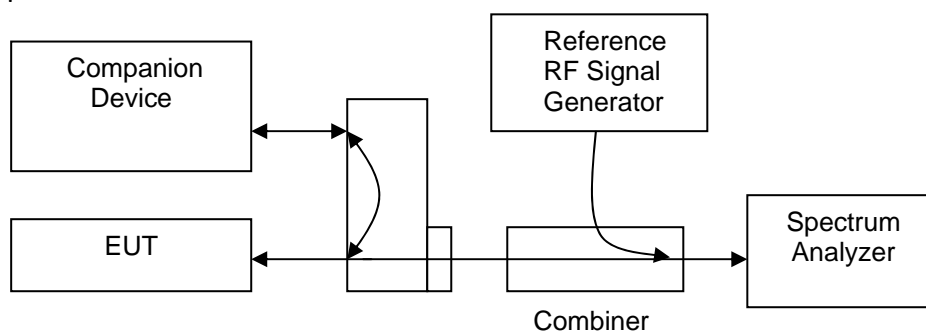 Companion
Device
Reference
RF Signal
Generator
EUT
Spectrum
Analyzer
Combiner